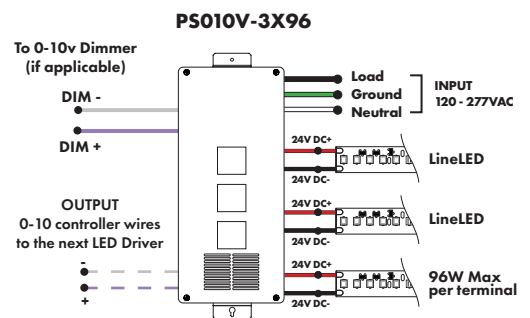 PS010V-3X96
To 0-10v Dimmer
(if applicable)
DIM -
DIM +
Load
Ground
Neutral
INPUT
120 - 277VAC
24V DC+
24V DC-
LineLED
24V DC+
24V DC-
LineLED
OUTPUT
0-10 controller wires
to the next LED Driver
-
+
24V DC+
24V DC-
96W Max
per terminal